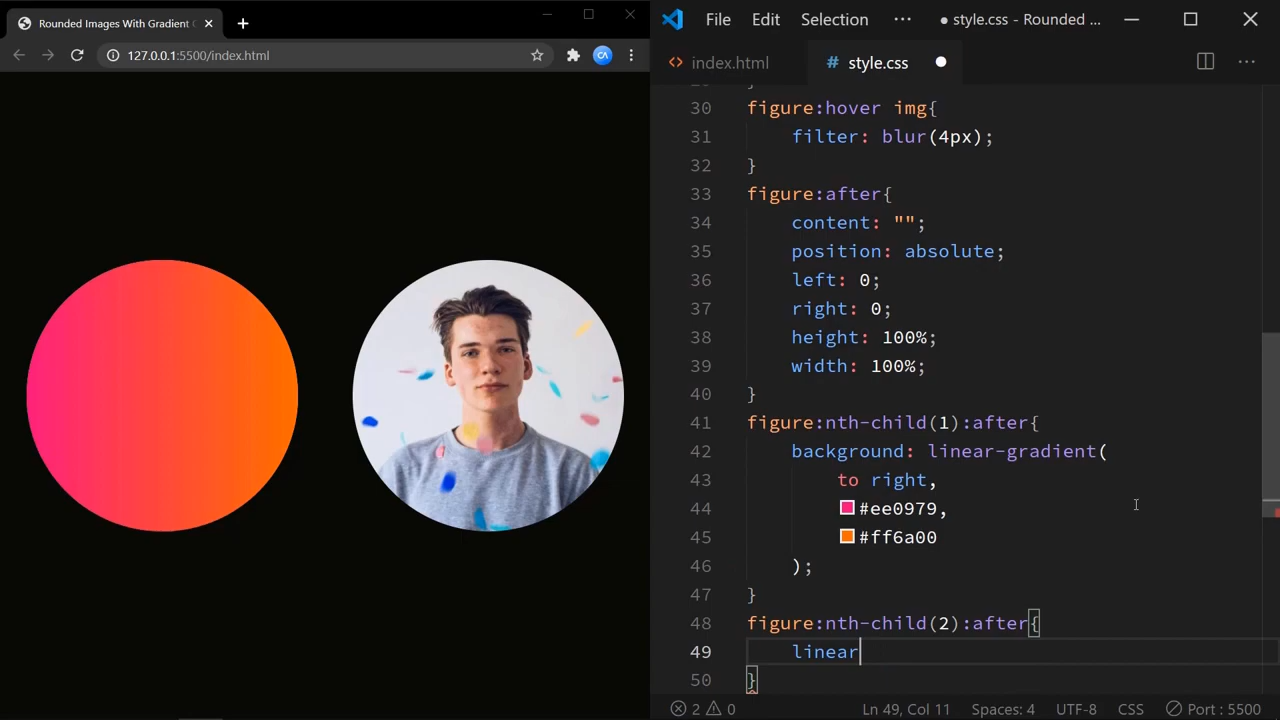 Rounded Images With Gradient
127.0.0.1:5500/index.html
File Edit Selection ··· ● style.css - Rounded ...
index.html
# style.css ●
30 figure:hover img{
31 filter: blur(4px);
32 }
33 figure:after{
34 content: "";
35 position: absolute;
36 left: 0;
37 right: 0;
38 height: 100%;
39 width: 100%;
40 }
41 figure:nth-child(1):after{
42 background: linear-gradient(
43 to right,
44 #ee0979,
45 #ff6a00
46 );
47 }
48 figure:nth-child(2):after{
49 linear
50 }
2 0 Ln 49, Col 11 Spaces: 4 UTF-8 CSS Port : 5500